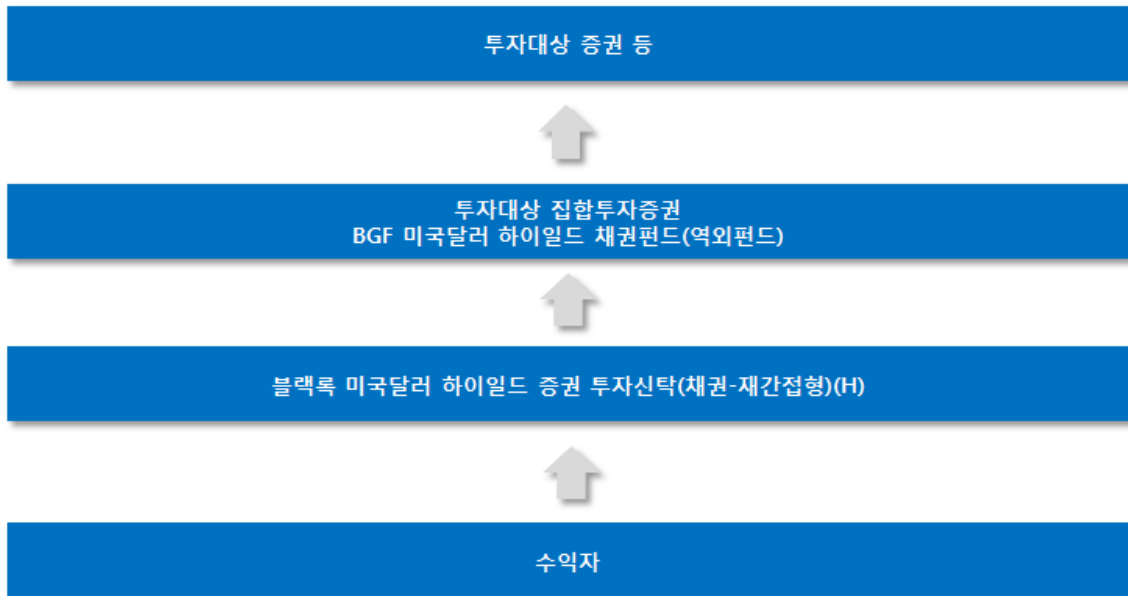 투자대상 증권 등
투자대상 집합투자증권
BGF 미국달러 하이일드 채권펀드(역외펀드)
블랙록 미국달러 하이일드 증권 투자신탁(채권-재간접형)(H)
수익자